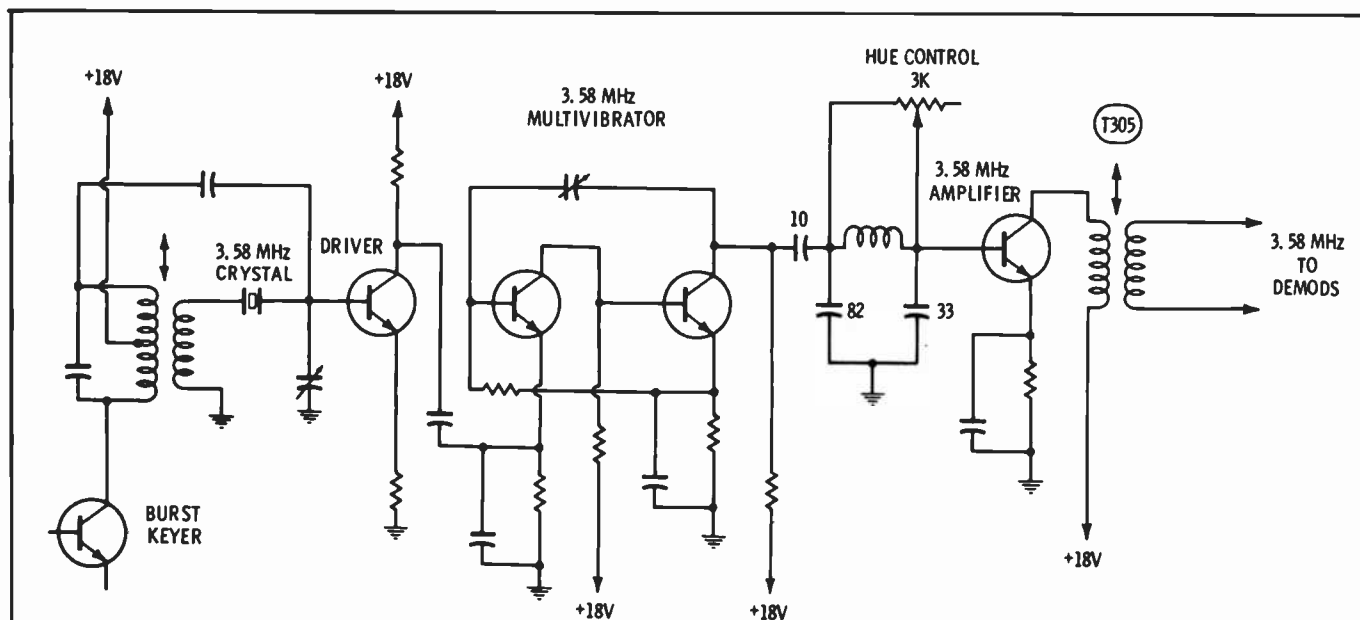 +18V
+18V
3.58 MHz
MULTIVIBRATOR
HUE CONTROL
3K
T305
3.58 MHz
CRYSTAL
DRIVER
10
3.58 MHz
AMPLIFIER
3.58 MHz
TO
DEMODS
82
33
BURST
KEYER
+18V
+18V
+18V